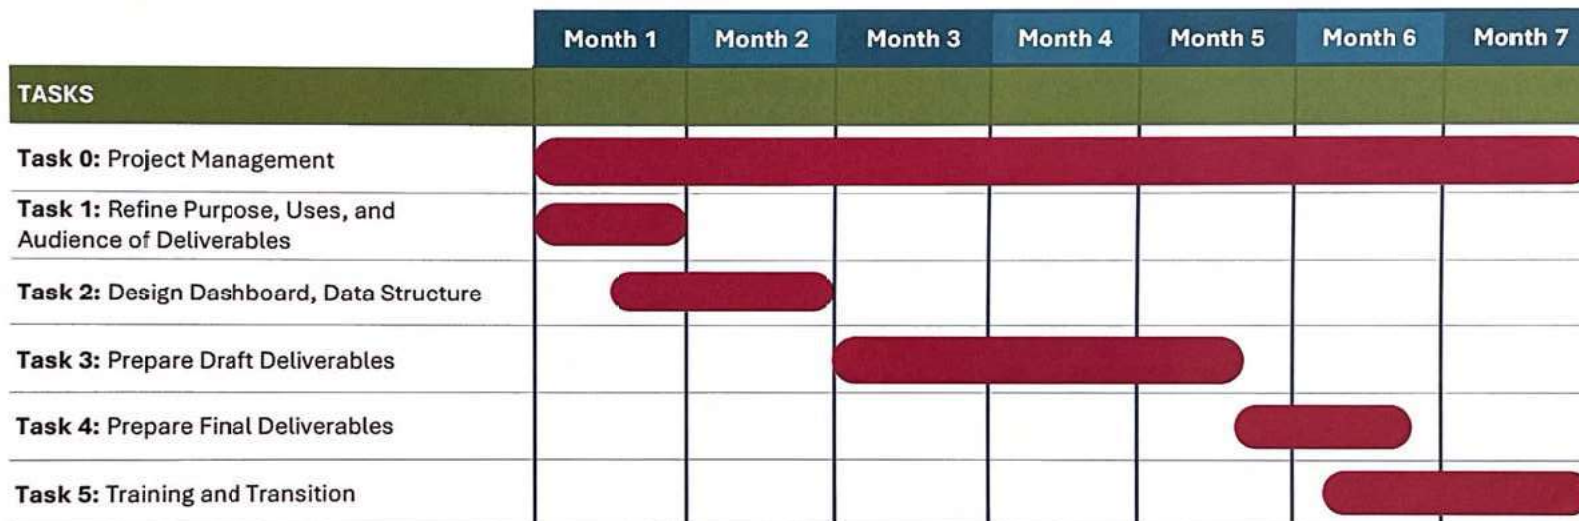 Month 1 Month 2 Month 3 Month 4 Month 5 Month 6 Month 7
TASKS
Task 0: Project Management
Task 1: Refine Purpose, Uses, and
Audience of Deliverables
Task 2: Design Dashboard, Data Structure
Task 3: Prepare Draft Deliverables
Task 4: Prepare Final Deliverables
Task 5: Training and Transition